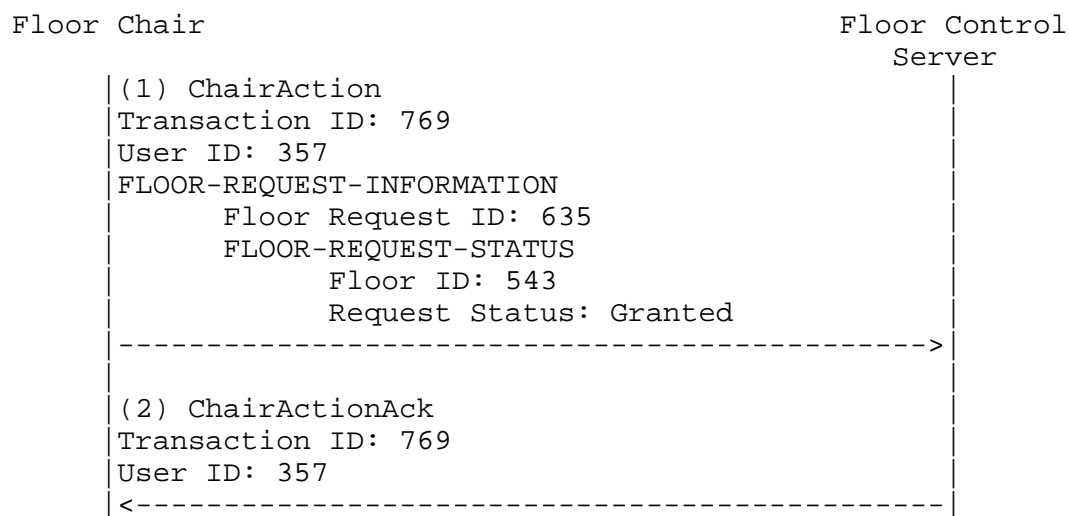 Floor Chair Floor Control
Server
|(1) ChairAction |
|Transaction ID: 769 |
|User ID: 357 |
|FLOOR-REQUEST-INFORMATION |
| Floor Request ID: 635 |
| FLOOR-REQUEST-STATUS |
| Floor ID: 543 |
| Request Status: Granted |
|---------------------------------------------->|
| |
|(2) ChairActionAck |
|Transaction ID: 769 |
|User ID: 357 |
|<----------------------------------------------|